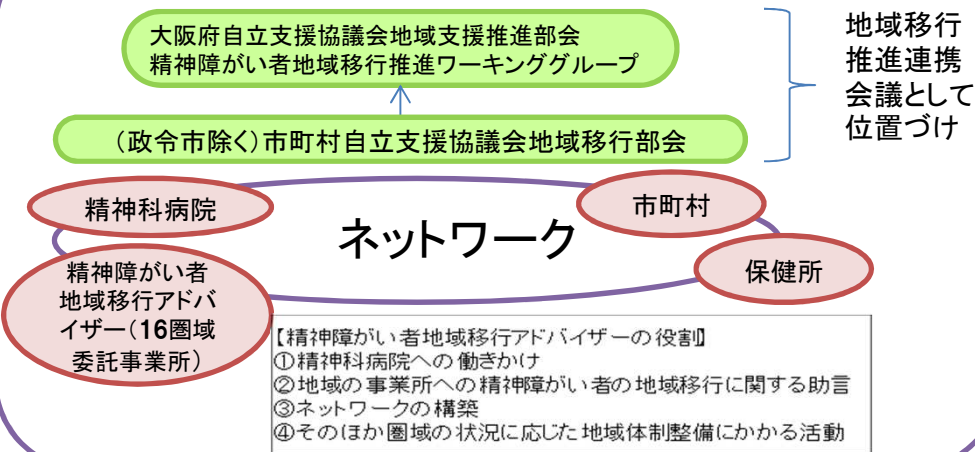 大阪府自立支援協議会地域支援推進部会
精神障がい者地域移行推進ワーキンググループ
地域移行
推進連携
会議として
位置づけ
(政令市除く)市町村自立支援協議会地域移行部会
精神科病院
市町村
ネットワーク
保健所
精神障がい者
地域移行アドバ
イザー(16圏域
委託事業所)
【精神障がい者地域移行アドバイザーの役割】
①精神科病院への働きかけ
②地域の事業所への精神障がい者の地域移行に関する助言
③ネットワークの構築
④そのほか圏域の状況に応じた地域体制整備にかかる活動